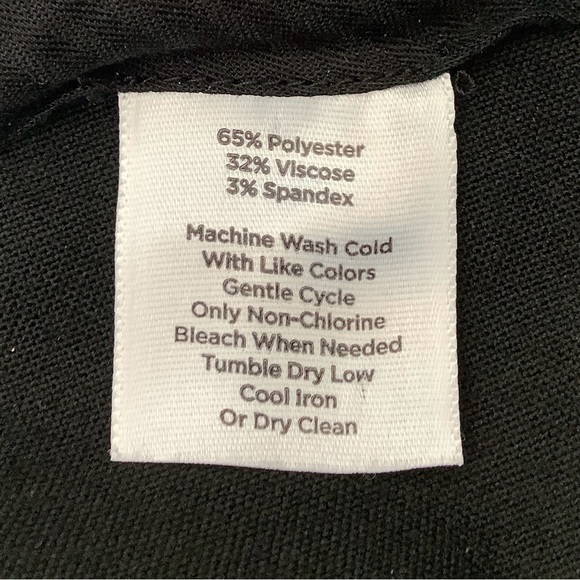 65% Polyester
32% Viscose
3% Spandex
Machine Wash Cold
With Like Colors
Gentle Cycle
Only Non-Chlorine
Bleach When Needed
Tumble Dry Low
Cool Iron
Or Dry Clean